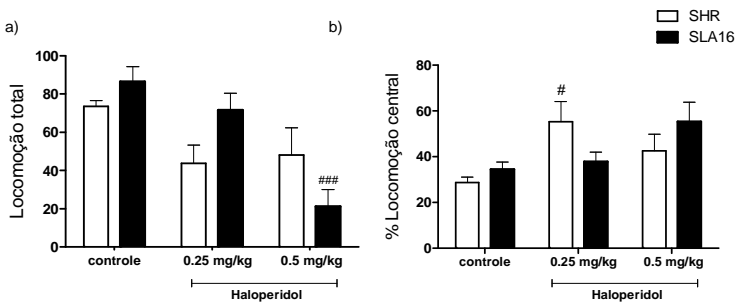 SHR
SLA16
a)
b)
Locomoção total
100
80
60
40
20
0
###
controle
0.25 mg/kg
0.5 mg/kg
Haloperidol
% Locomoção central
80
60
40
20
0
#
controle
0.25 mg/kg
0.5 mg/kg
Haloperidol